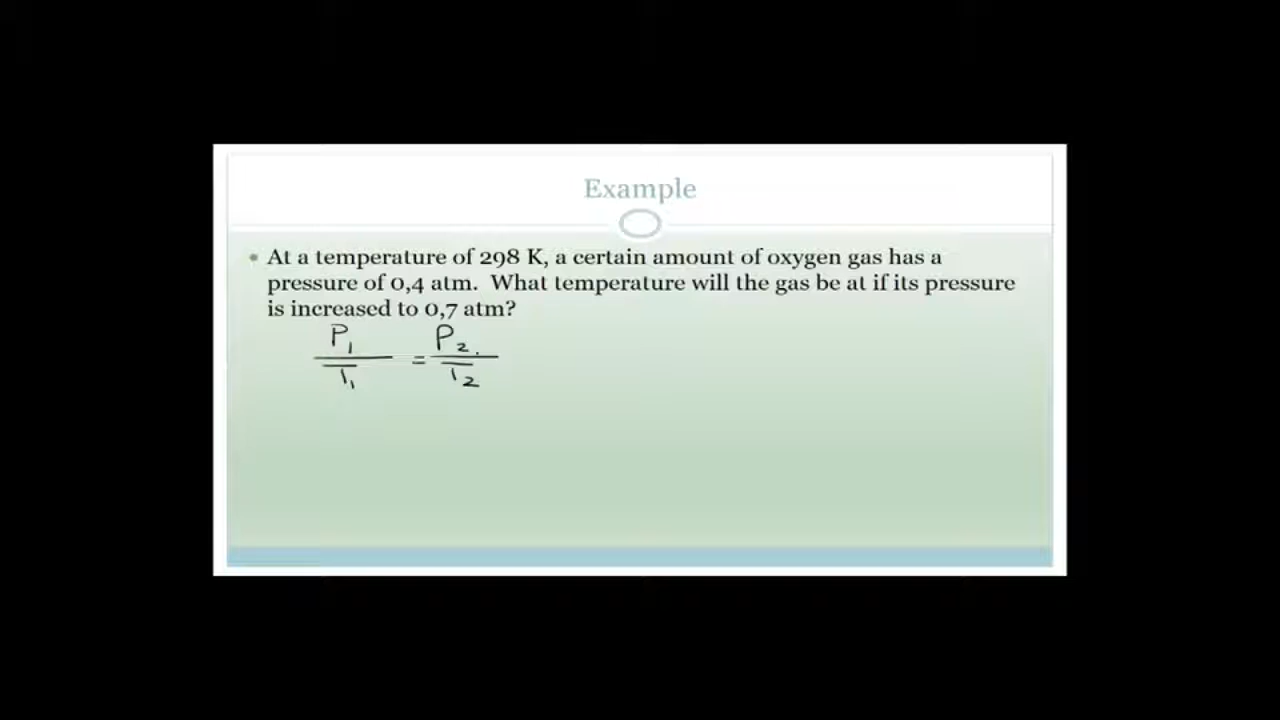 Example
• At a temperature of 298 K, a certain amount of oxygen gas has a
pressure of 0,4 atm. What temperature will the gas be at if its pressure
is increased to 0,7 atm?
P₁/T₁ = P₂/T₂